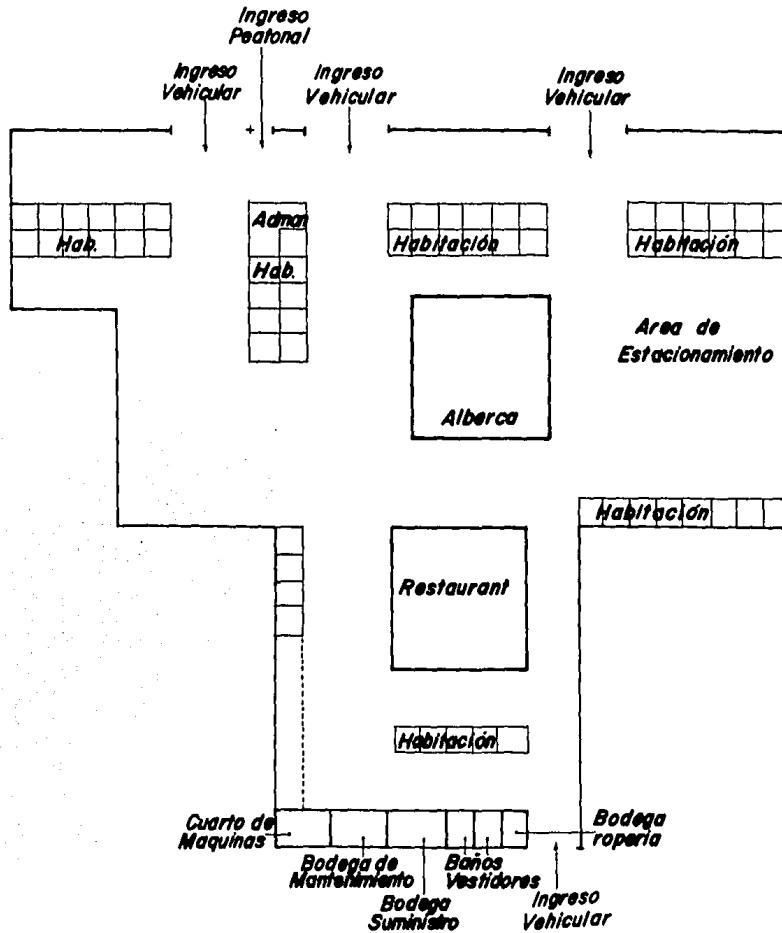 Ingreso
Peatonal
Ingreso
Vehicular
Ingreso
Vehicular
Ingreso
Vehicular
Hab.
Admon
Hab.
Habitación
Habitación
Area de
Estacionamiento
Alberca
Habitación
Restaurant
Habitación
Cuarto de
Maquinas
Bodega de
Mantenimiento
Bodega
Suministro
Baños
Vestidores
Ingreso
Vehicular
Bodega
roperia